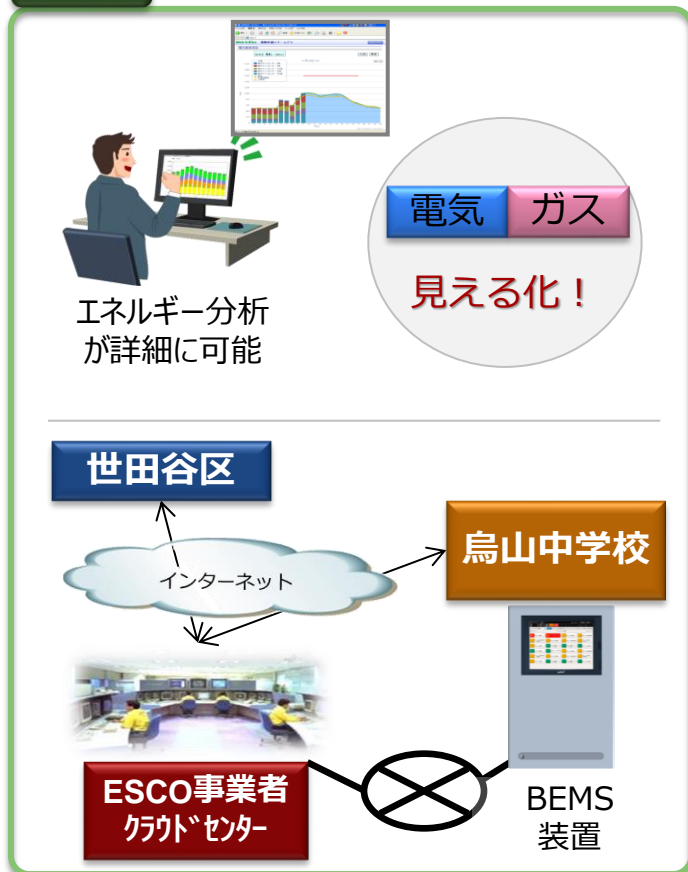 電気 ガス
見える化！
エネルギー分析
が詳細に可能
世田谷区
烏山中学校
インターネット
ESCO事業者
クラウドセンター
BEMS
装置